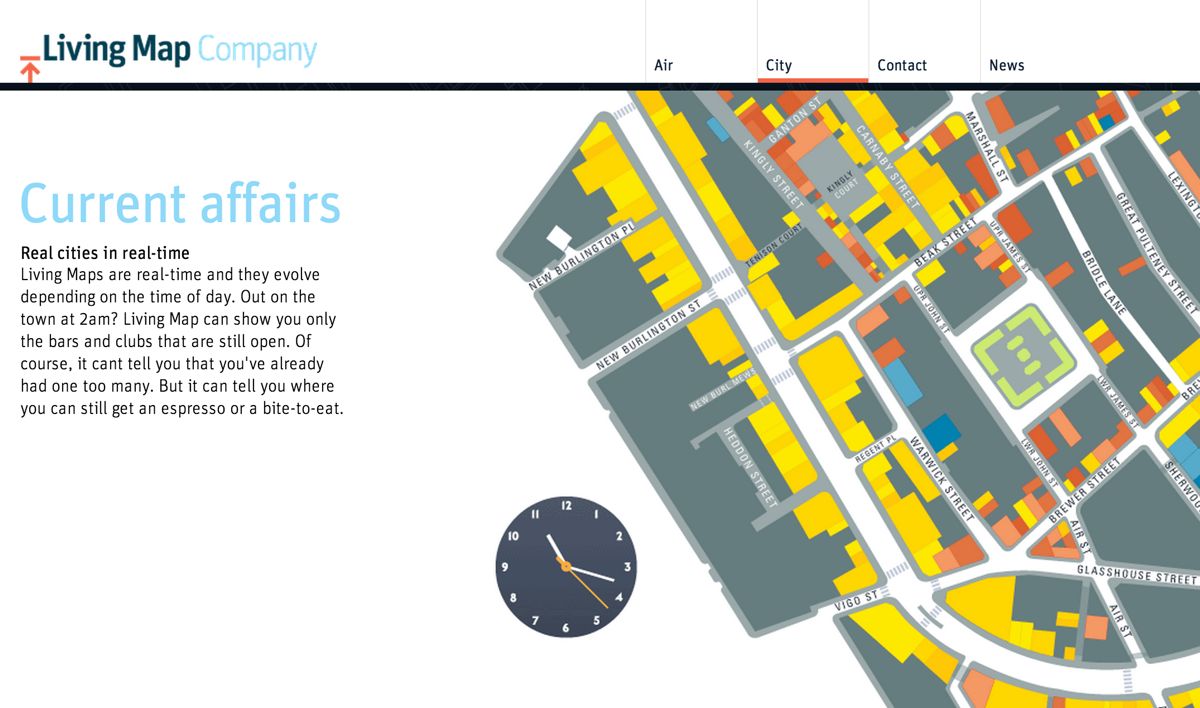 Living Map Company
Air
City
Contact
News
Current affairs
Real cities in real-time
Living Maps are real-time and they evolve
depending on the time of day. Out on the
town at 2am? Living Map can show you only
the bars and clubs that are still open. Of
course, it cant tell you that you've already
had one too many. But it can tell you where
you can still get an espresso or a bite-to-eat.
GANTON ST
KINGLY STREET
CARNABY STREET
KINGLY
COURT
MARSHALL ST
LEXING
GREAT PULTENEY STREET
BRIDLE LANE
NEW BURLINGTON PL
TENISON COURT
BEAK STREET
UPR JAMES ST
UPR JOHN ST
NEW BURLINGTON ST
NEW BURL MEWS
HEDDON STREET
REGENT PL
WARWICK STREET
LWR JAMES ST
LWR JOHN ST
BRE
BREWER STREET
SHERWOO
AIR ST
GLASSHOUSE STREET
VIGO ST
AIR ST
12
1
2
3
4
5
6
7
8
9
10
11